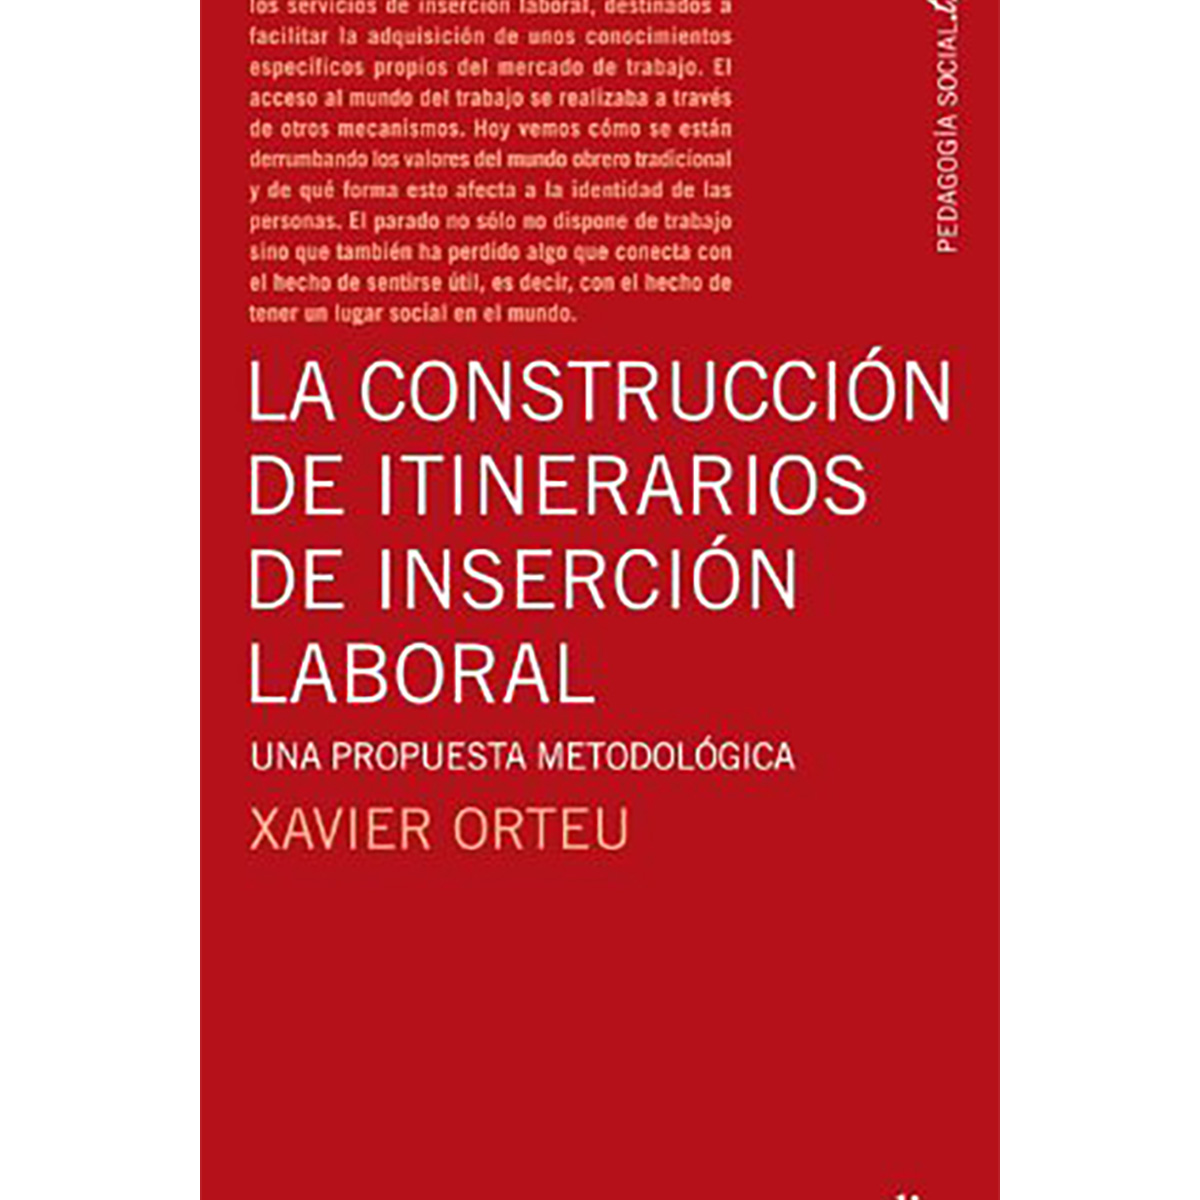 los servicios de inserción laboral, destinados a
facilitar la adquisición de unos conocimientos
específicos propios del mercado de trabajo. El
acceso al mundo del trabajo se realizaba a través
de otros mecanismos. Hoy vemos cómo se están
derrumbando los valores del mundo obrero tradicional
y de qué forma esto afecta a la identidad de las
personas. El parado no sólo no dispone de trabajo
sino que también ha perdido algo que conecta con
el hecho de sentirse útil, es decir, con el hecho de
tener un lugar social en el mundo.
PEDAGOGÍA SOCIAL
LA CONSTRUCCIÓN
DE ITINERARIOS
DE INSERCIÓN
LABORAL
UNA PROPUESTA METODOLÓGICA
XAVIER ORTEU